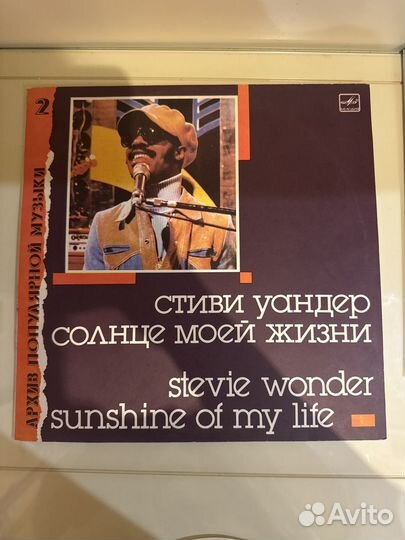 2
АРХИВ ПОПУЛЯРНОЙ МУЗЫКИ
стиви уандер
солнце моей жизни
stevie wonder
sunshine of my life
Avito